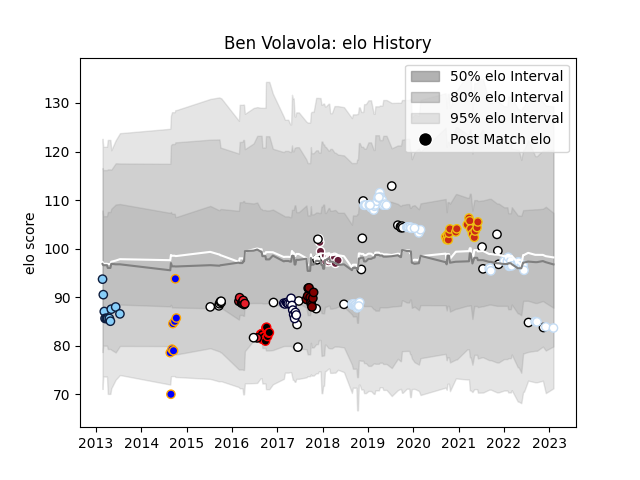 Ben Volavola: elo History
50% elo Interval
80% elo Interval
95% elo Interval
Post Match elo
elo score
130
120
110
100
90
80
70
2013 2014 2015 2016 2017 2018 2019 2020 2021 2022 2023